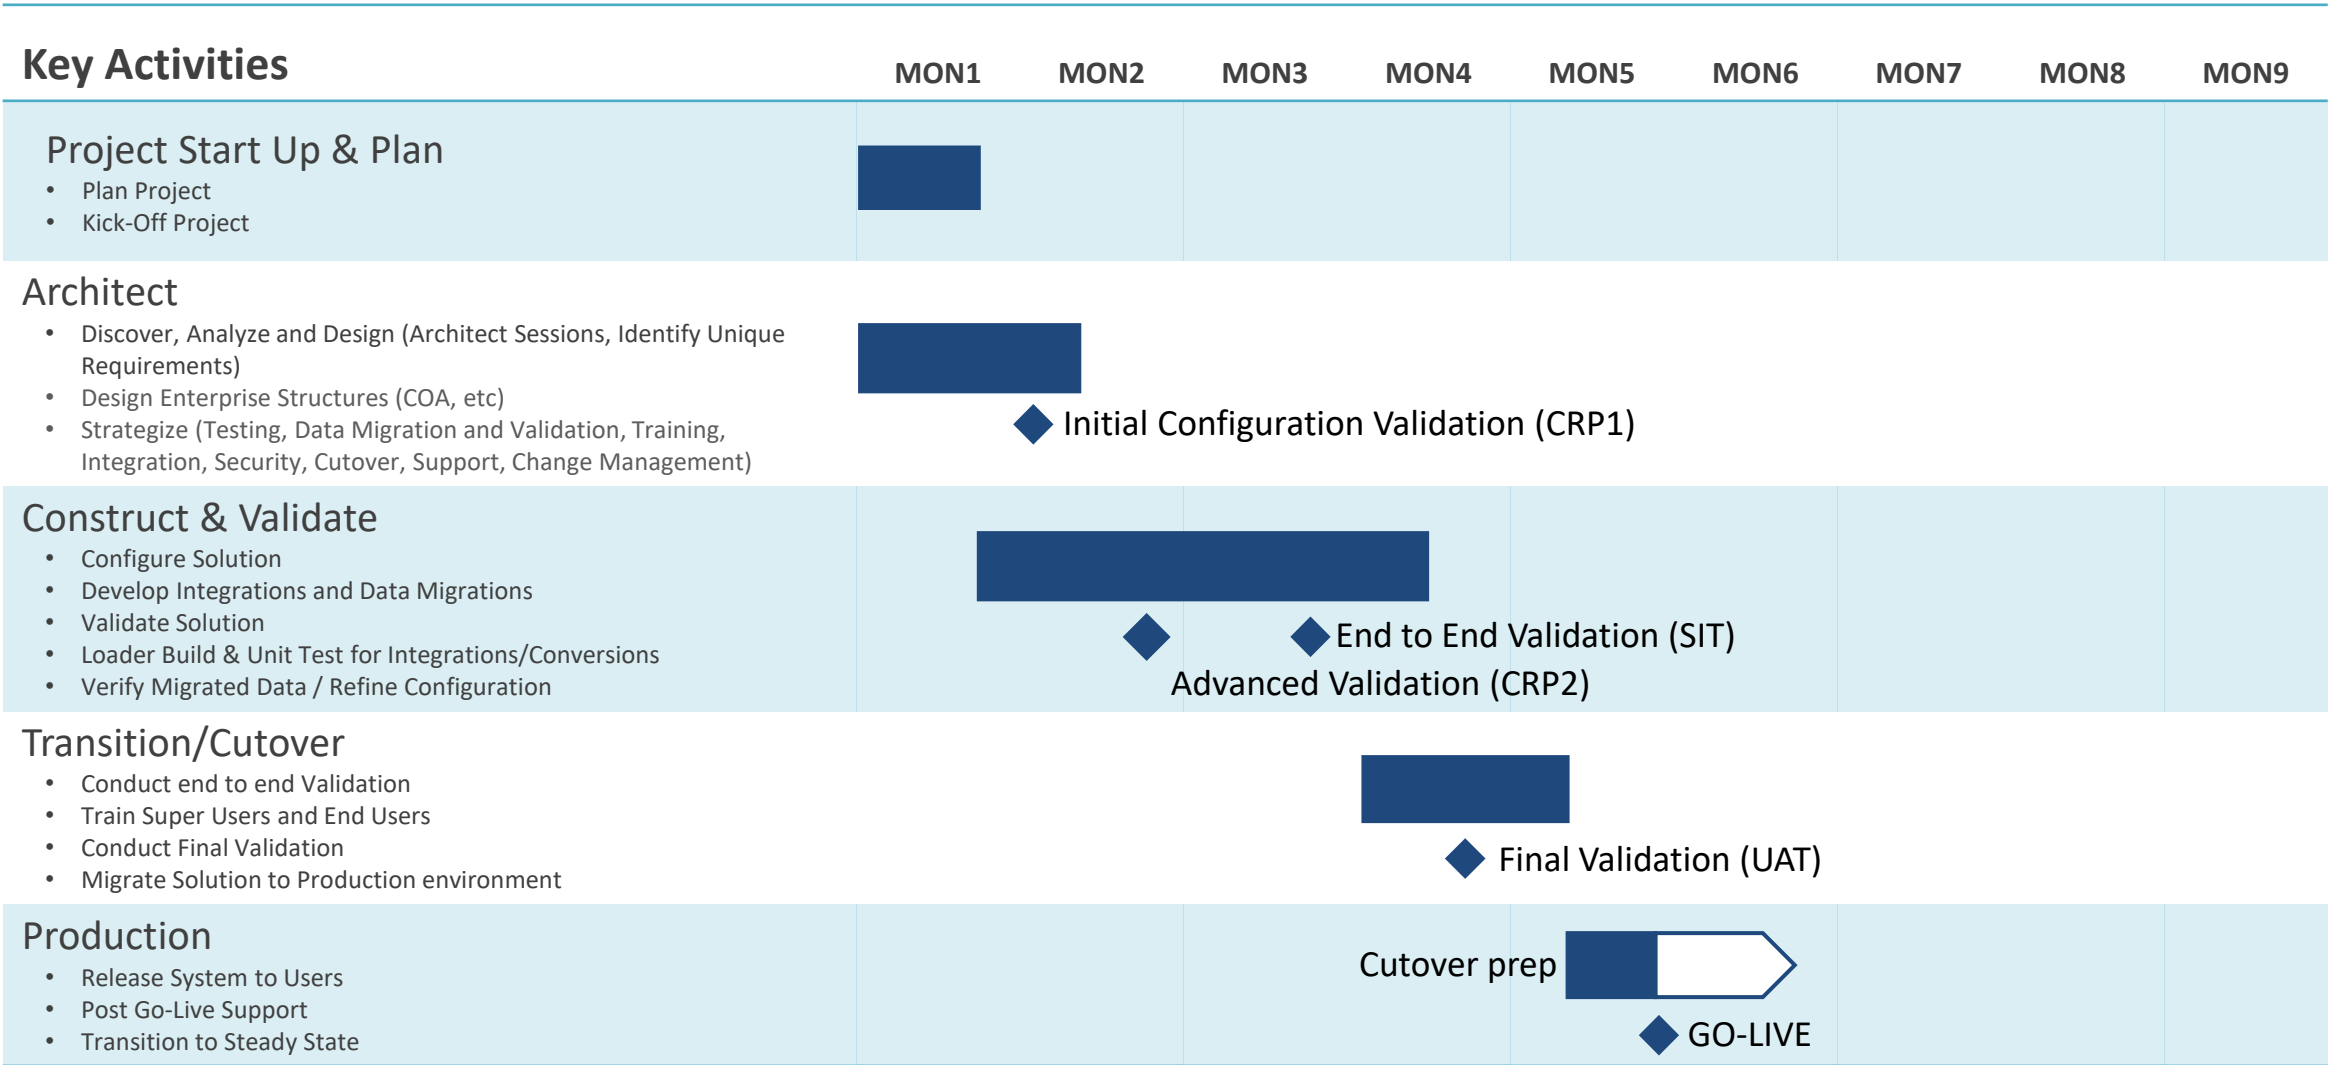 Key Activities MON1 MON2 MON3 MON4 MON5 MON6 MON7 MON8 MON9
Project Start Up & Plan
• Plan Project
• Kick-Off Project
Architect
• Discover, Analyze and Design (Architect Sessions, Identify Unique
Requirements)
• Design Enterprise Structures (COA, etc)
• Strategize (Testing, Data Migration and Validation, Training,
Integration, Security, Cutover, Support, Change Management)
Initial Configuration Validation (CRP1)
Construct & Validate
• Configure Solution
• Develop Integrations and Data Migrations
• Validate Solution
• Loader Build & Unit Test for Integrations/Conversions
• Verify Migrated Data / Refine Configuration
End to End Validation (SIT)
Advanced Validation (CRP2)
Transition/Cutover
• Conduct end to end Validation
• Train Super Users and End Users
• Conduct Final Validation
• Migrate Solution to Production environment
Final Validation (UAT)
Production
• Release System to Users
• Post Go-Live Support
• Transition to Steady State
Cutover prep
GO-LIVE